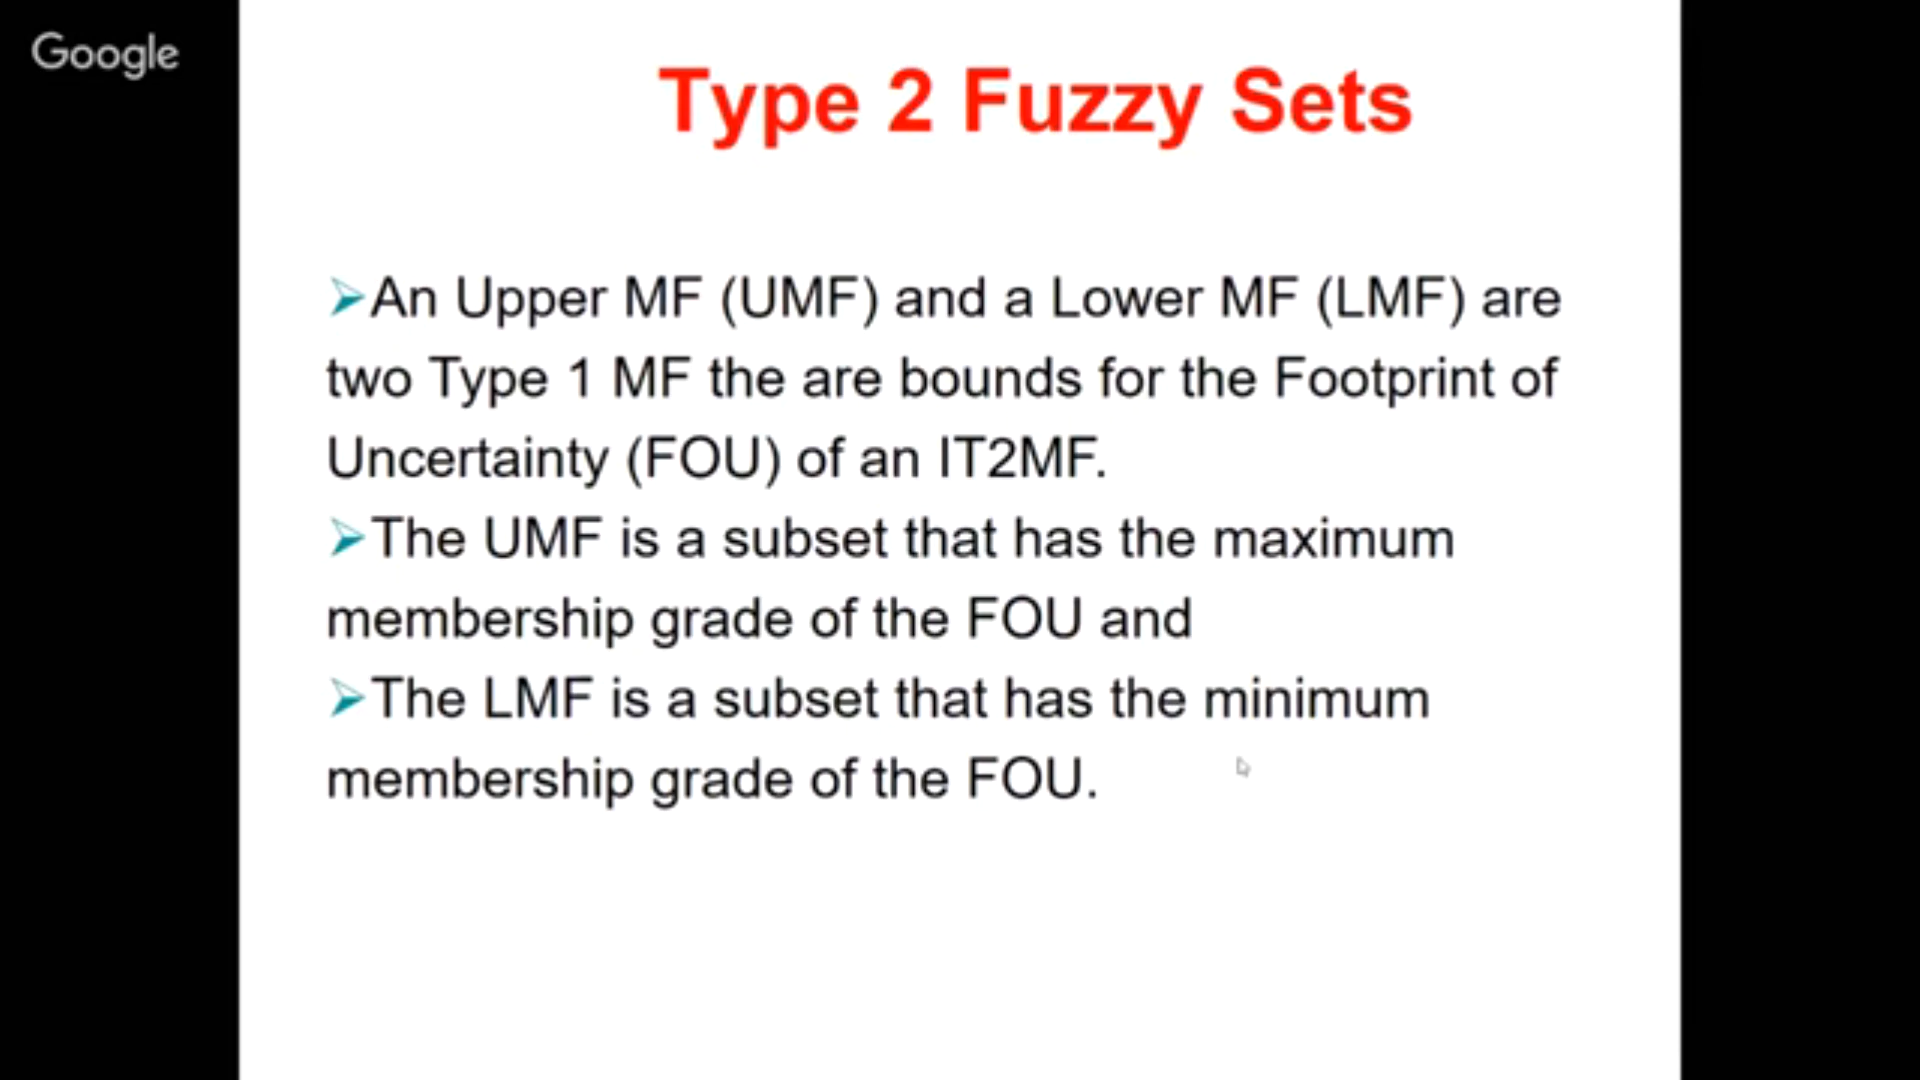 Google
Type 2 Fuzzy Sets
➢An Upper MF (UMF) and a Lower MF (LMF) are
two Type 1 MF the are bounds for the Footprint of
Uncertainty (FOU) of an IT2MF.
➢The UMF is a subset that has the maximum
membership grade of the FOU and
➢The LMF is a subset that has the minimum
membership grade of the FOU.